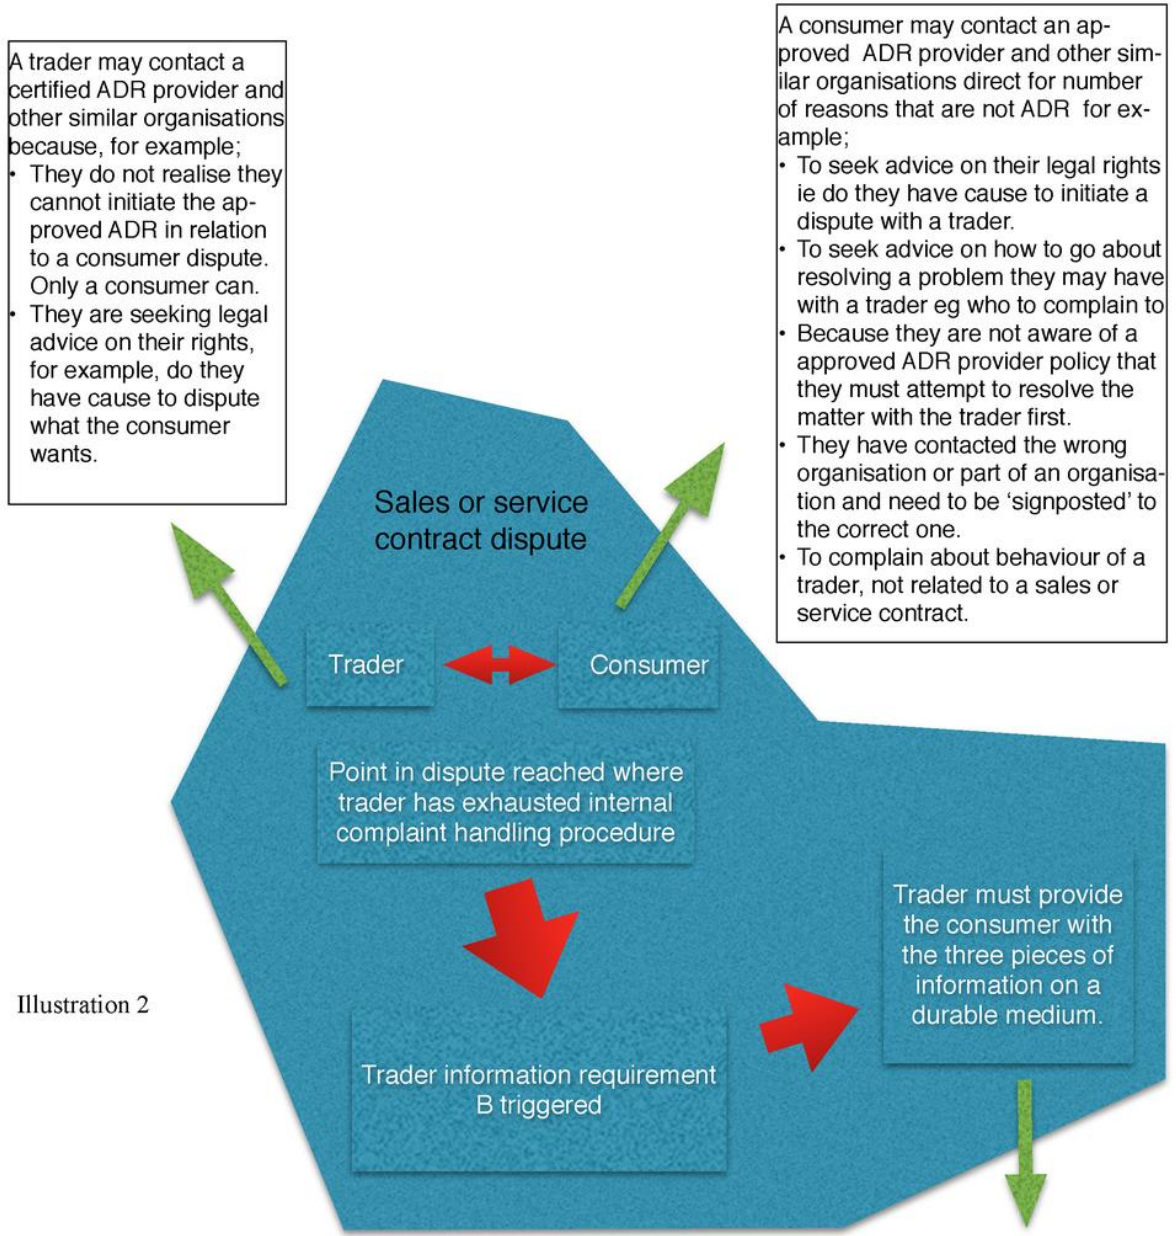 A trader may contact a
certified ADR provider and
other similar organisations
because, for example;
• They do not realise they
cannot initiate the ap-
proved ADR in relation
to a consumer dispute.
Only a consumer can.
• They are seeking legal
advice on their rights,
for example, do they
have cause to dispute
what the consumer
wants.
A consumer may contact an ap-
proved ADR provider and other sim-
ilar organisations direct for number
of reasons that are not ADR for ex-
ample;
• To seek advice on their legal rights
ie do they have cause to initiate a
dispute with a trader.
• To seek advice on how to go about
resolving a problem they may have
with a trader eg who to complain to
• Because they are not aware of a
approved ADR provider policy that
they must attempt to resolve the
matter with the trader first.
• They have contacted the wrong
organisation or part of an organisa-
tion and need to be ‘signposted’ to
the correct one.
• To complain about behaviour of a
trader, not related to a sales or
service contract.
Sales or service
contract dispute
Trader
Consumer
Point in dispute reached where
trader has exhausted internal
complaint handling procedure
Trader must provide
the consumer with
the three pieces of
information on a
durable medium.
Illustration 2
Trader information requirement
B triggered